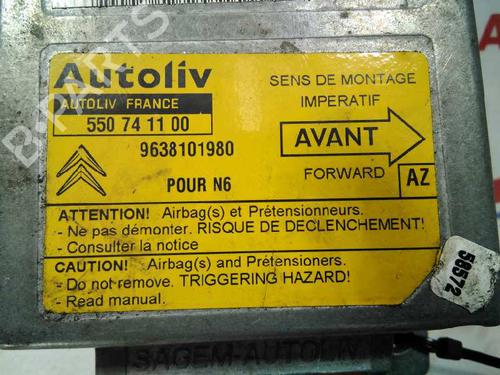 Autoliv
AUTOLIV FRANCE
550 74 11 00
9638101980
POUR N6
SENS DE MONTAGE
IMPERATIF
AVANT
FORWARD
AZ
ATTENTION! Airbag(s) et Prétensionneurs.
- Ne pas démonter. RISQUE DE DECLENCHEMENT!
- Consulter la notice
CAUTION! Airbag(s) and Pretensioners.
- Do not remove. TRIGGERING HAZARD!
- Read manual.
58572
SAGEM-AUTOLIV
B-PARTS